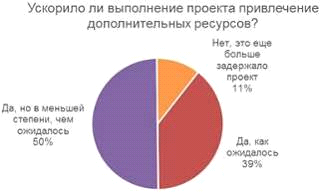 Ускорило ли выполнение проекта привлечение
дополнительных ресурсов?
Нет, это еще
больше
задержало
проект
11%
Да, но в меньшей
степени, чем
ожидалось
50%
Да, как
ожидалось
39%